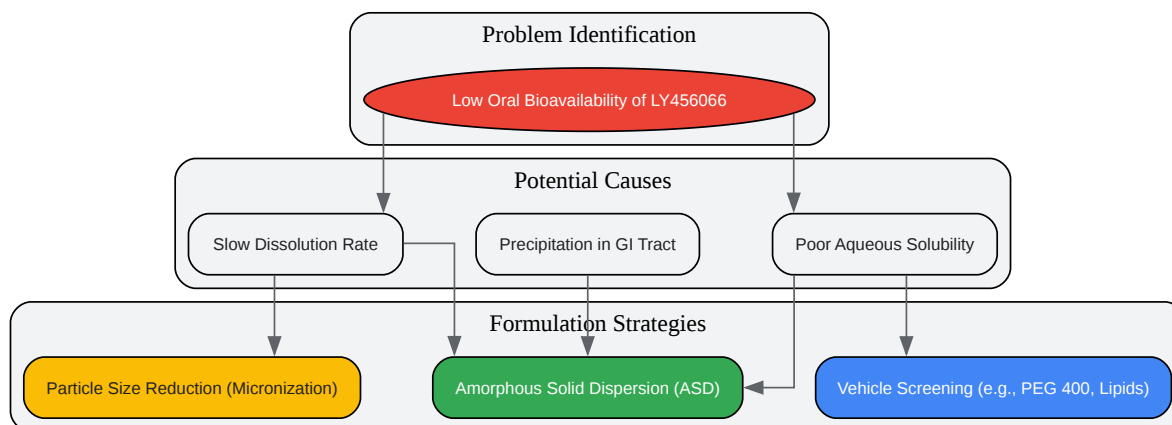 Problem Identification
Low Oral Bioavailability of LY456066
Potential Causes
Slow Dissolution Rate
Precipitation in GI Tract
Poor Aqueous Solubility
Formulation Strategies
Particle Size Reduction (Micronization)
Amorphous Solid Dispersion (ASD)
Vehicle Screening (e.g., PEG 400, Lipids)